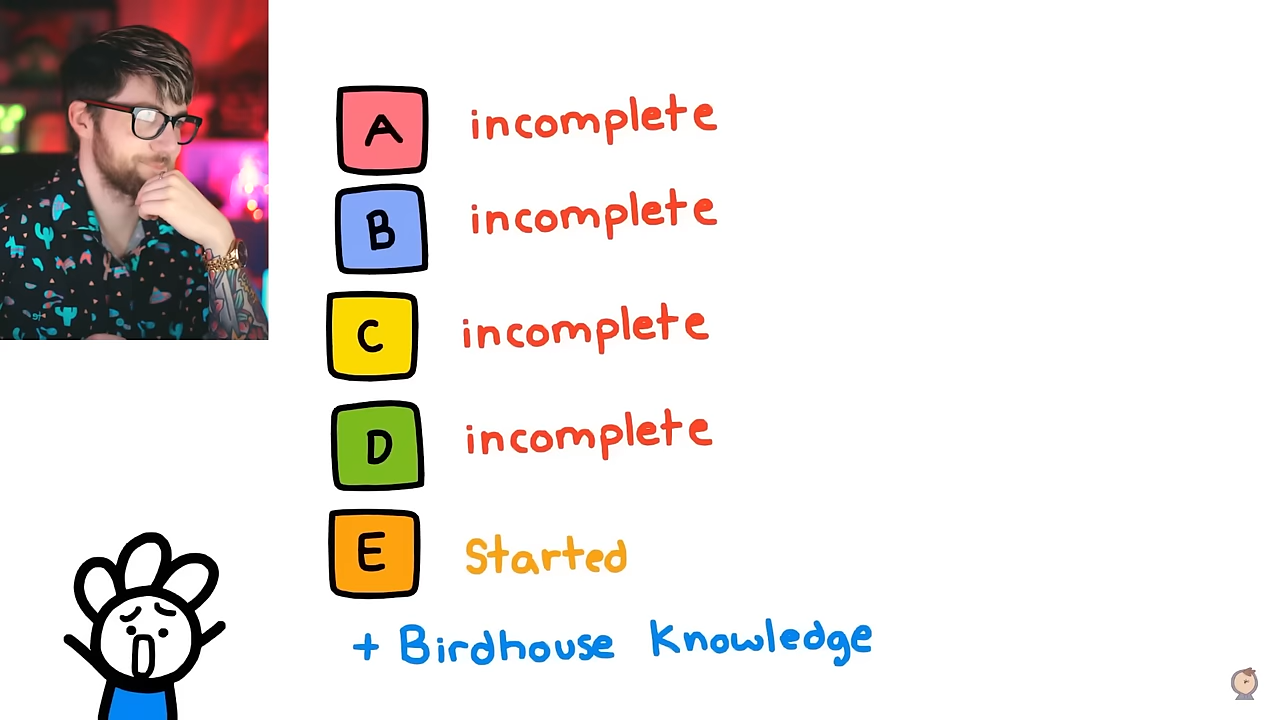 A incomplete
B incomplete
C incomplete
D incomplete
E Started
+ Birdhouse Knowledge